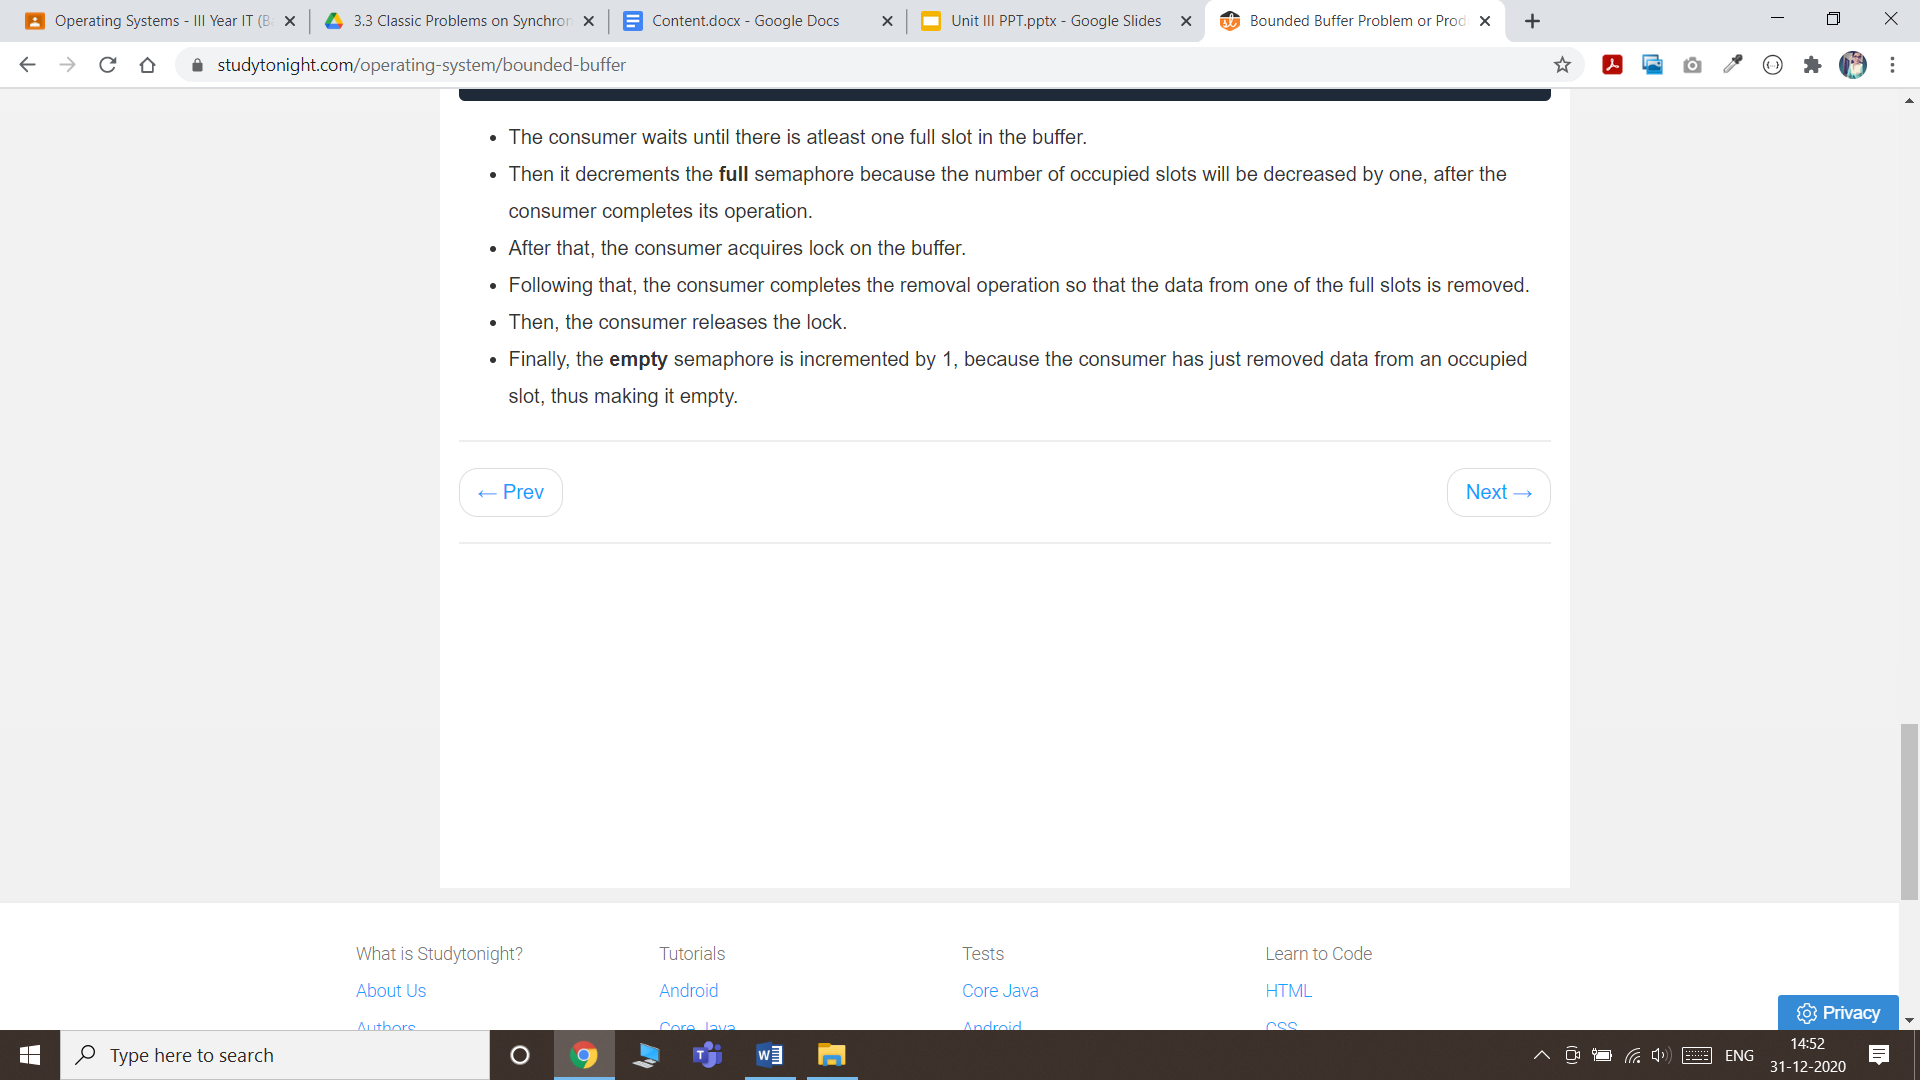 Operating Systems - III Year IT (B
3.3 Classic Problems on Synchron
Content.docx - Google Docs
Unit III PPT.pptx - Google Slides
Bounded Buffer Problem or Prod
studytonight.com/operating-system/bounded-buffer
• The consumer waits until there is atleast one full slot in the buffer.
• Then it decrements the full semaphore because the number of occupied slots will be decreased by one, after the
consumer completes its operation.
• After that, the consumer acquires lock on the buffer.
• Following that, the consumer completes the removal operation so that the data from one of the full slots is removed.
• Then, the consumer releases the lock.
• Finally, the empty semaphore is incremented by 1, because the consumer has just removed data from an occupied
slot, thus making it empty.
← Prev
Next →
What is Studytonight?
Tutorials
Tests
Learn to Code
About Us
Android
Core Java
HTML
Authors
Core Java
Android
CSS
Privacy
Type here to search
ENG
14:52
31-12-2020